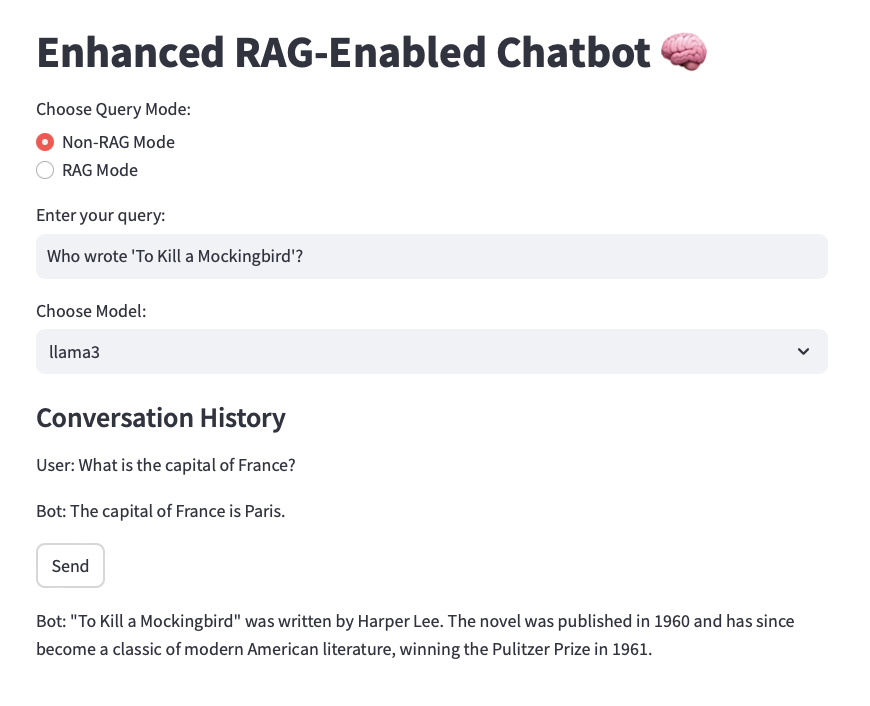 Enhanced RAG-Enabled Chatbot 🧠
Choose Query Mode:
Non-RAG Mode
RAG Mode
Enter your query:
Who wrote 'To Kill a Mockingbird'?
Choose Model:
llama3
Conversation History
User: What is the capital of France?
Bot: The capital of France is Paris.
Send
Bot: "To Kill a Mockingbird" was written by Harper Lee. The novel was published in 1960 and has since
become a classic of modern American literature, winning the Pulitzer Prize in 1961.